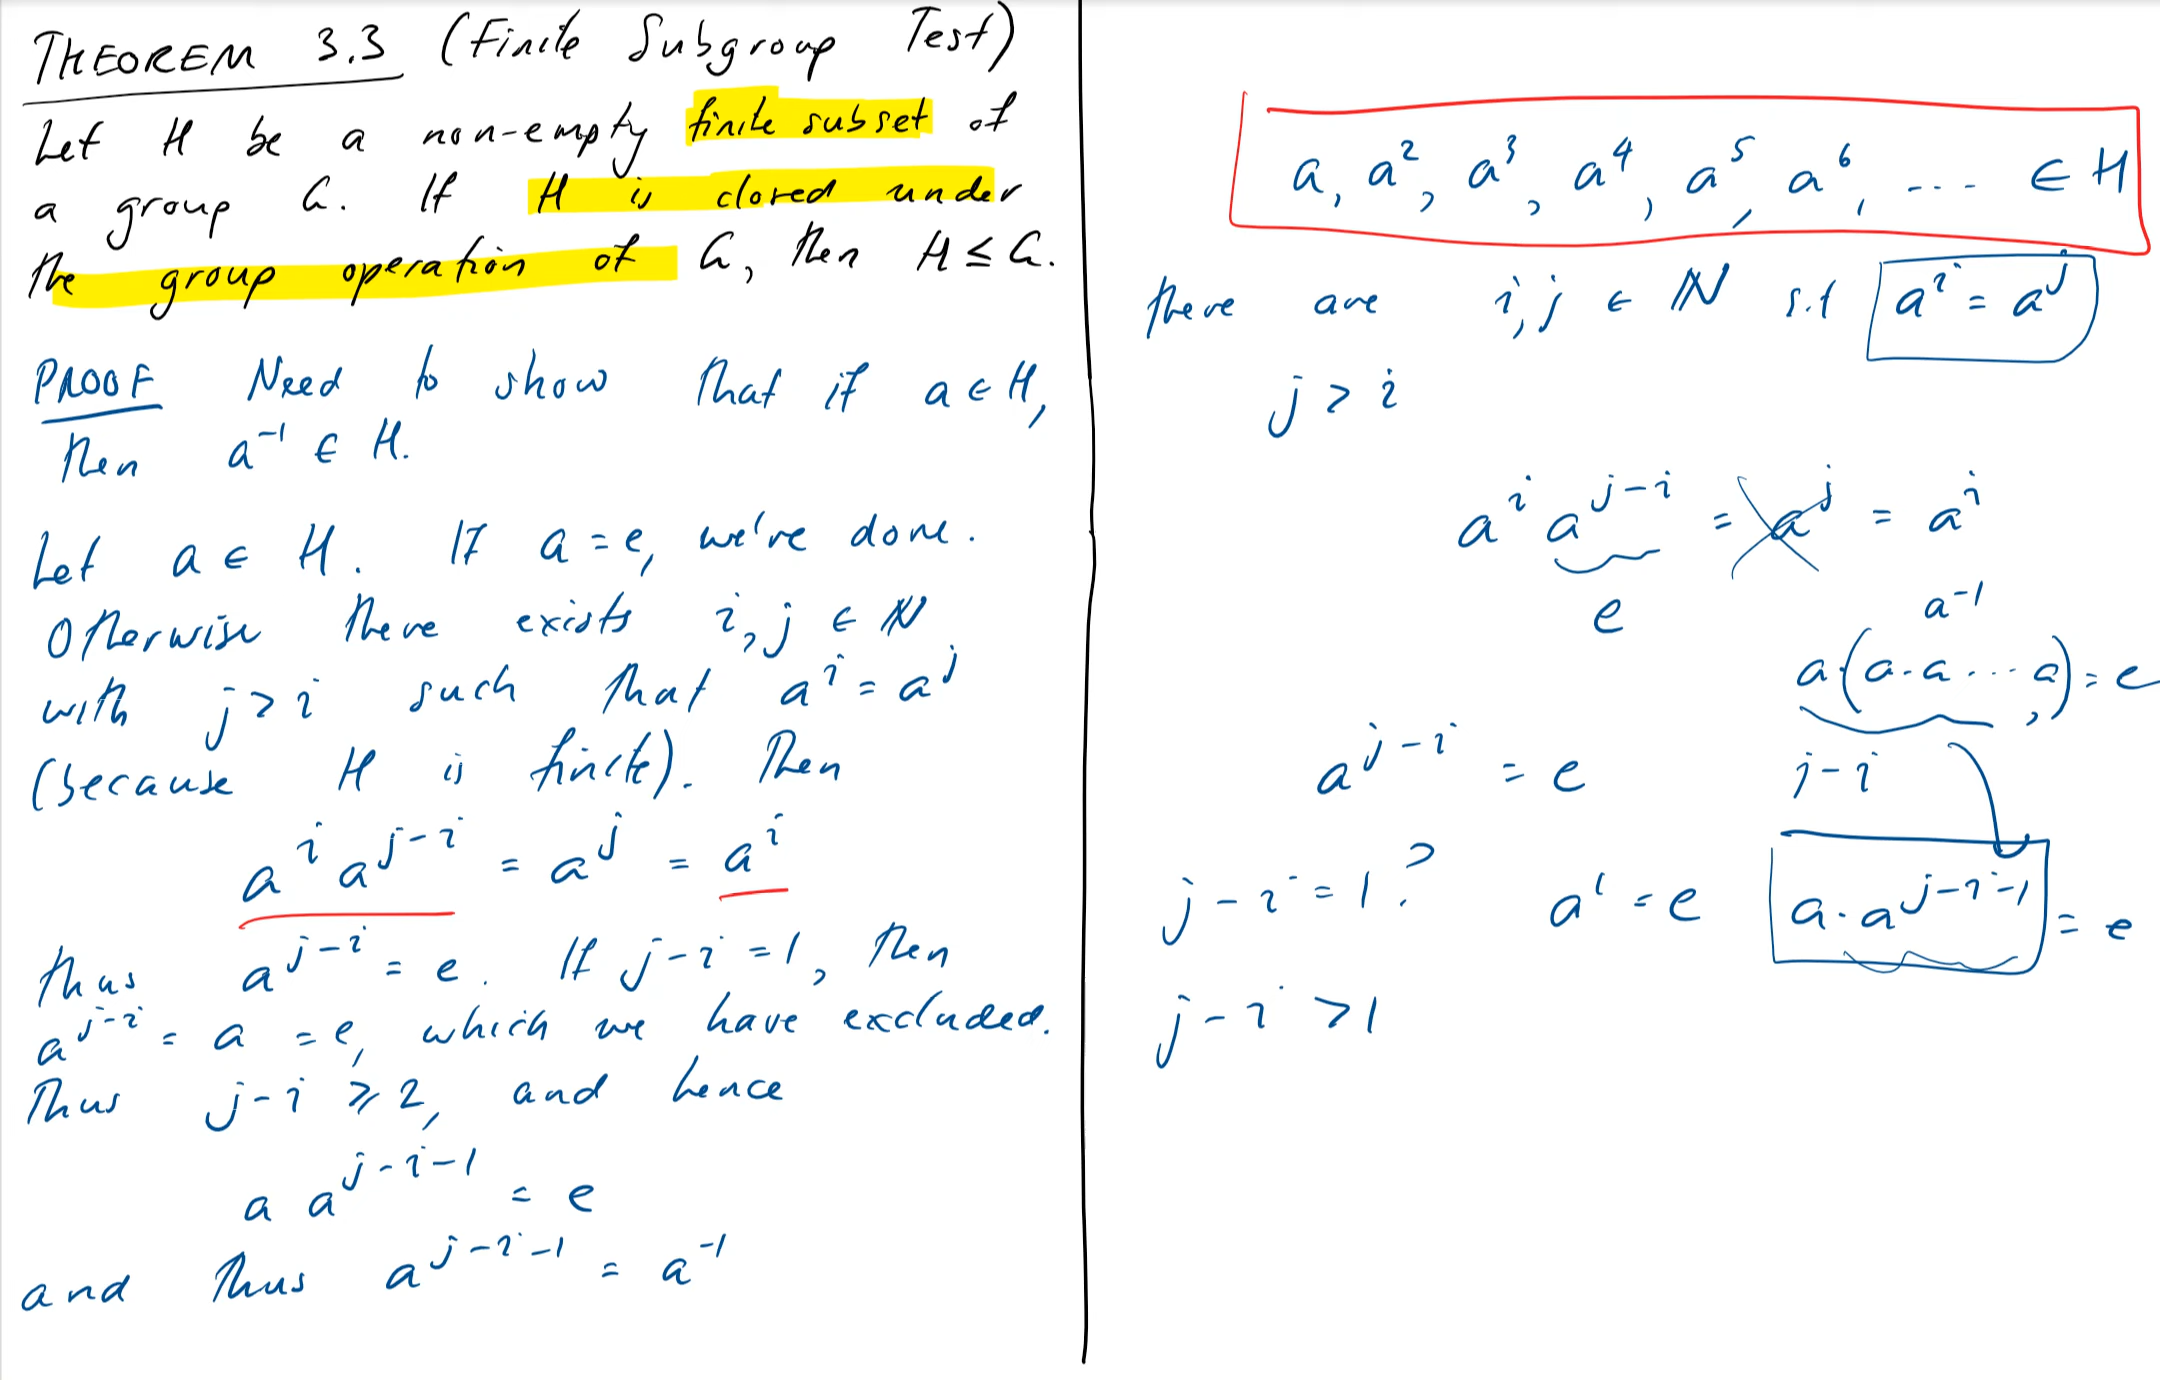 THEOREM 3.3 (Finite Subgroup Test)
Let H be a non-empty finite subset of
a group G. If H is closed under
the group operation of G, then H ≤ G.
PROOF Need to show that if a ∈ H,
then a⁻¹ ∈ H.
Let a ∈ H. If a = e, we're done.
Otherwise there exists i, j ∈ ℕ
with j > i such that aⁱ = aʲ
(because H is finite). Then
aⁱ aʲ⁻ⁱ = aʲ = aⁱ
thus aʲ⁻ⁱ = e. If j-i = 1, then
aʲ⁻ⁱ = a = e, which we have excluded.
Thus j-i ≥ 2, and hence
a aʲ⁻ⁱ⁻¹ = e
and thus aʲ⁻ⁱ⁻¹ = a⁻¹
a, a², a³, a⁴, a⁵, a⁶, ... ∈ H
there are i, j ∈ ℕ s.t aⁱ = aʲ
j > i
aⁱ aʲ⁻ⁱ = aʲ = aⁱ
e
a⁻¹
a(a·a...a) = e
aʲ⁻ⁱ = e
j-i
j-i = 1?
a¹ = e
a·aʲ⁻ⁱ⁻¹ = e
j-i > 1